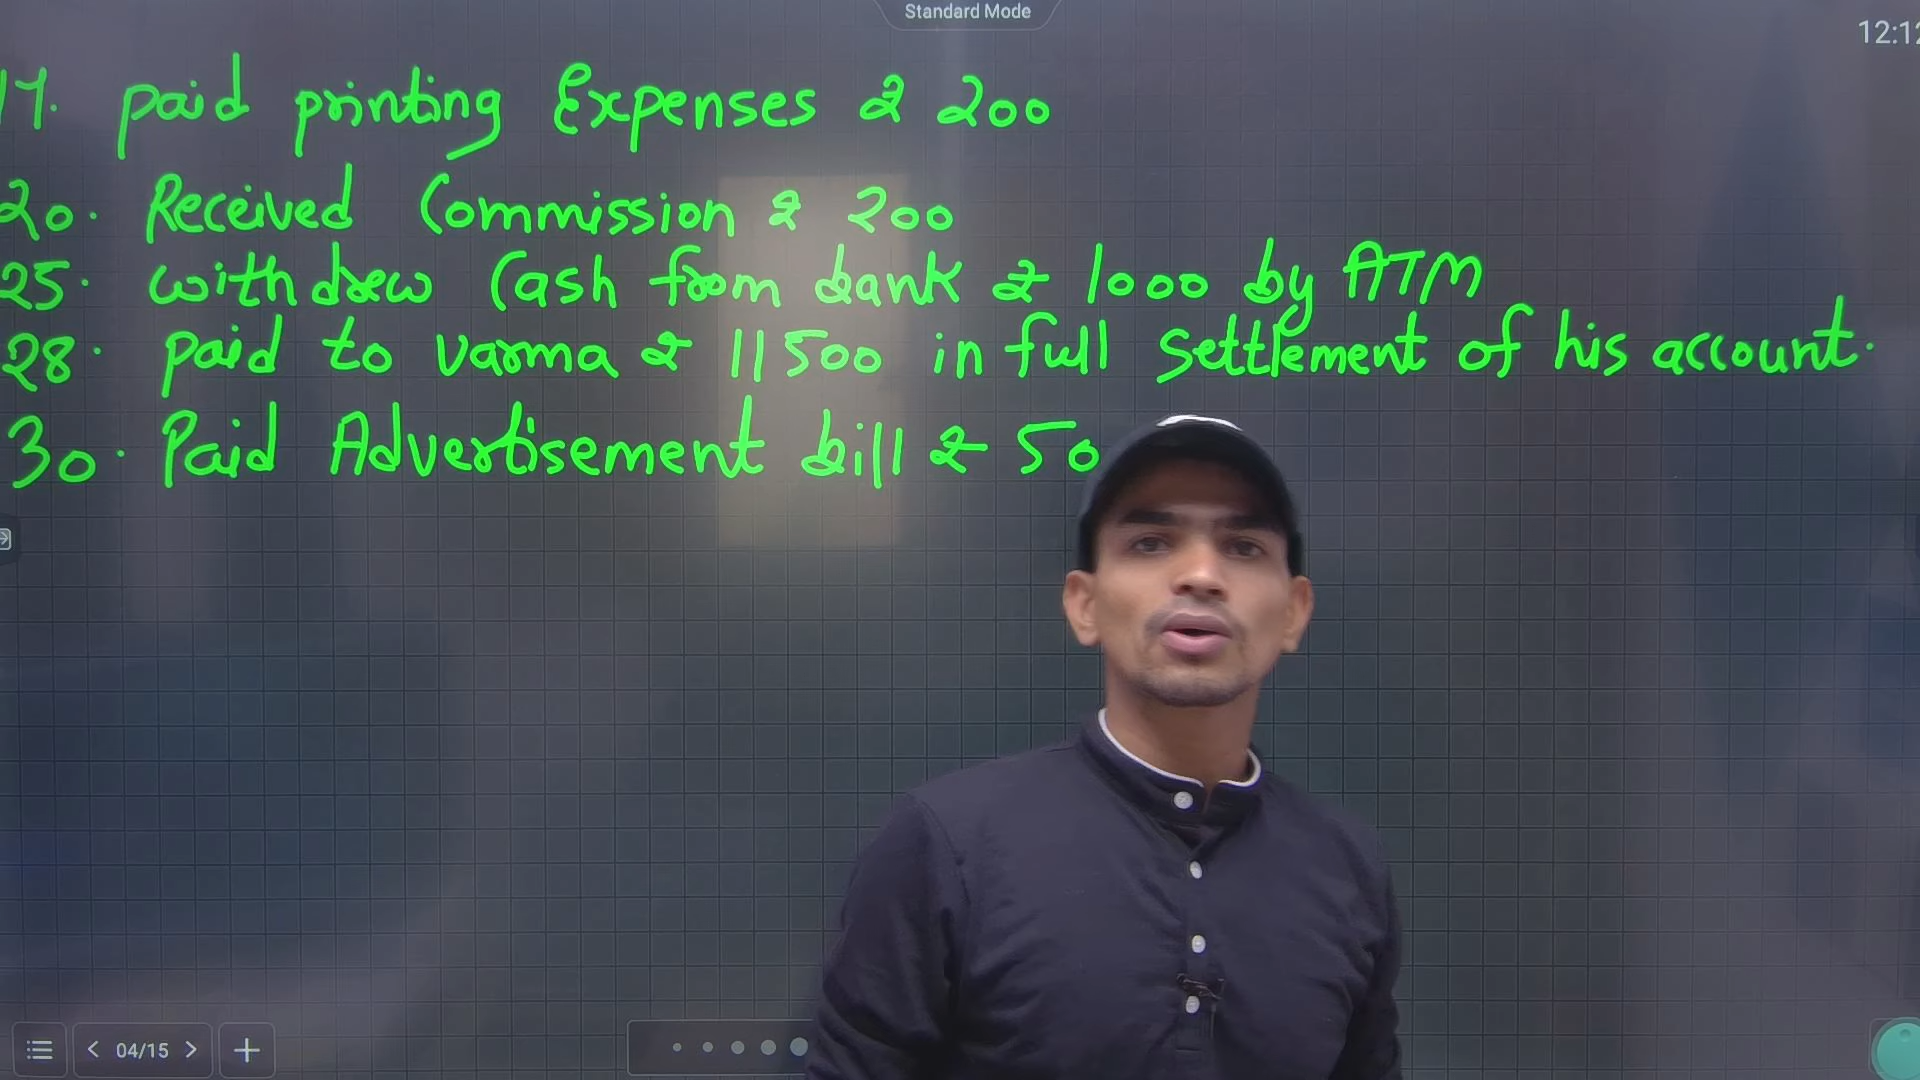 Standard Mode
12:12
17. paid printing Expenses ₹ 200
20. Received Commission ₹ 200
25. withdrew Cash from bank ₹ 1000 by ATM
28. paid to varma ₹ 11500 in full settlement of his account.
30. Paid Advertisement bill ₹ 50
04/15